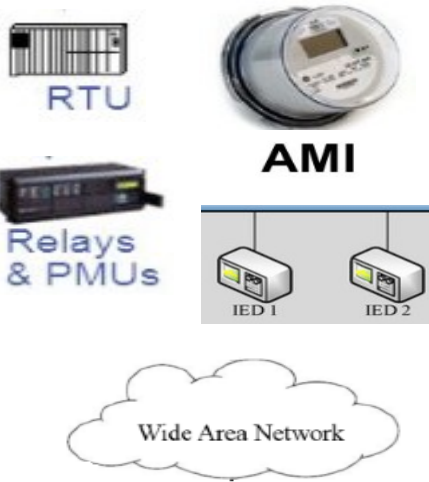 RTU
AMI
Relays
& PMUs
IED 1
IED 2
Wide Area Network